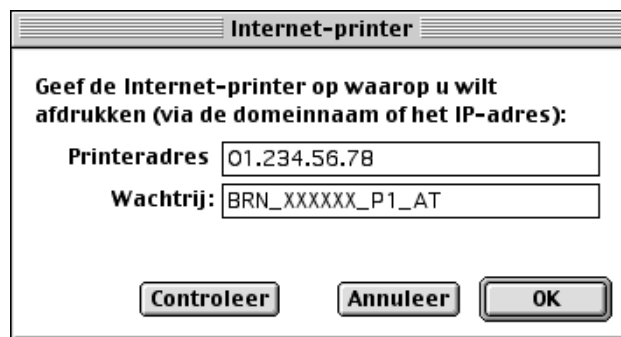 Internet-printer
Geef de Internet-printer op waarop u wilt
afdrukken (via de domeinnaam of het IP-adres):
Printeradres 01.234.56.78
Wachtrij: BRN_XXXXXX_P1_AT
Controleer Annuleer OK